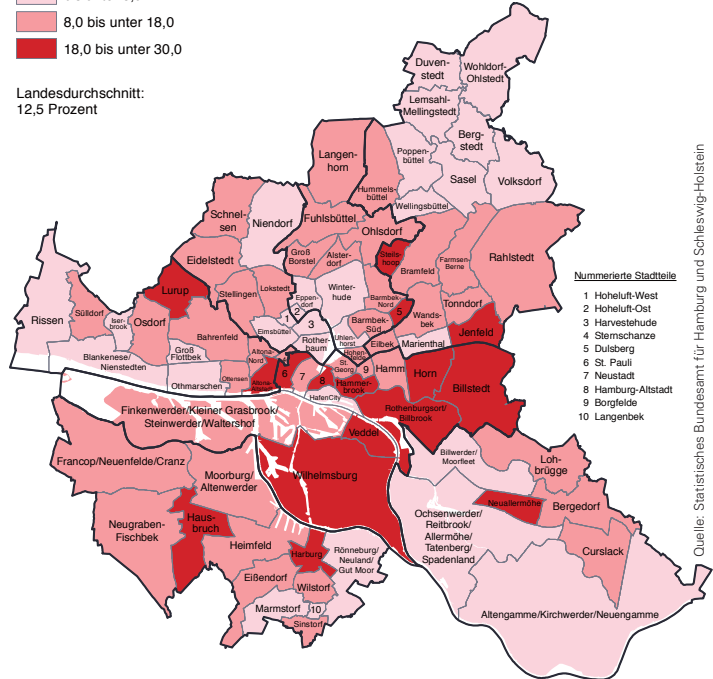 8,0 bis unter 18,0
18,0 bis unter 30,0
Landesdurchschnitt:
12,5 Prozent
Duven-
stedt
Wohldorf-
Ohlstedt
Lemsahl-
Mellingstedt
Berg-
stedt
Poppen-
büttel
Sasel
Volksdorf
Wellingsbüttel
Langen-
horn
Hummels-
büttel
Schnel-
sen
Niendorf
Fuhlsbüttel
Ohlsdorf
Eidelstedt
Groß
Borstel
Alster-
dorf
Steils-
hoop
Bramfeld
Farmsen-
Berne
Rahlstedt
Lurup
Stellingen
Lokstedt
Eppen-
dorf
Winter-
hude
Barmbek-
Nord
Tonndorf
Rissen
Sülldorf
Iser-
brook
Osdorf
Bahrenfeld
Eimsbüttel
1
2
3
Barmbek-
Süd
5
Wands-
bek
Jenfeld
Blankenese/
Nienstedten
Groß
Flottbek
Othmarschen
Ottensen
Altona-
Nord
Altona-
Altstadt
Rother-
baum
Uhlen-
horst
Hohen-
felde
Eilbek
Marienthal
6
7
8
St.
Georg
9
Hamm
Horn
Billstedt
Hammer-
brook
HafenCity
Rothenburgsort/
Billbrook
Finkenwerder/Kleiner Grasbrook/
Steinwerder/Waltershof
Veddel
Billwerder/
Moorfleet
Loh-
brügge
Francop/Neuenfelde/Cranz
Moorburg/
Altenwerder
Wilhelmsburg
Neuallermöhe
Bergedorf
Ochsenwerder/
Reitbrook/
Allermöhe/
Tatenberg/
Spadenland
Curslack
Neugraben-
Fischbek
Haus-
bruch
Heimfeld
Harburg
Rönneburg/
Neuland/
Gut Moor
Eißendorf
Wilstorf
Marmstorf
10
Sinstorf
Altengamme/Kirchwerder/Neuengamme
Nummerierte Stadtteile
1 Hoheluft-West
2 Hoheluft-Ost
3 Harvestehude
4 Sternschanze
5 Dulsberg
6 St. Pauli
7 Neustadt
8 Hamburg-Altstadt
9 Borgfelde
10 Langenbek
Quelle: Statistisches Bundesamt für Hamburg und Schleswig-Holstein